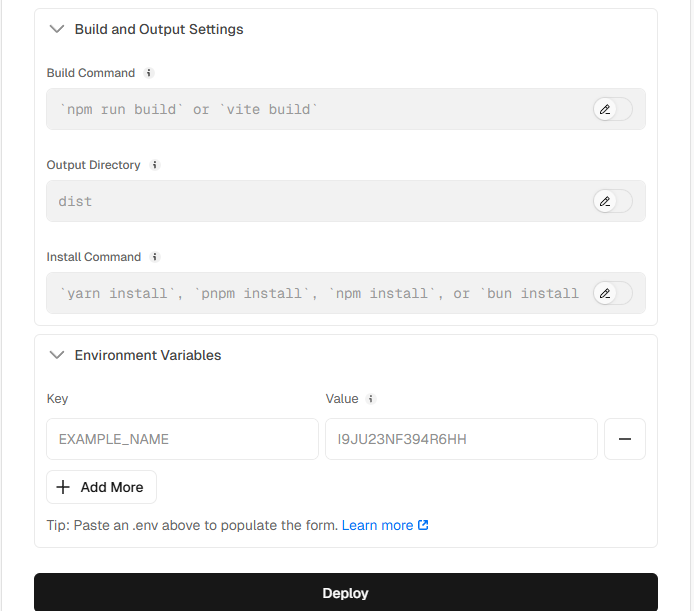 Build and Output Settings
Build Command
`npm run build` or `vite build`
Output Directory
dist
Install Command
`yarn install`, `pnpm install`, `npm install`, or `bun install
Environment Variables
Key
Value
EXAMPLE_NAME
I9JU23NF394R6HH
Add More
Tip: Paste an .env above to populate the form. Learn more
Deploy